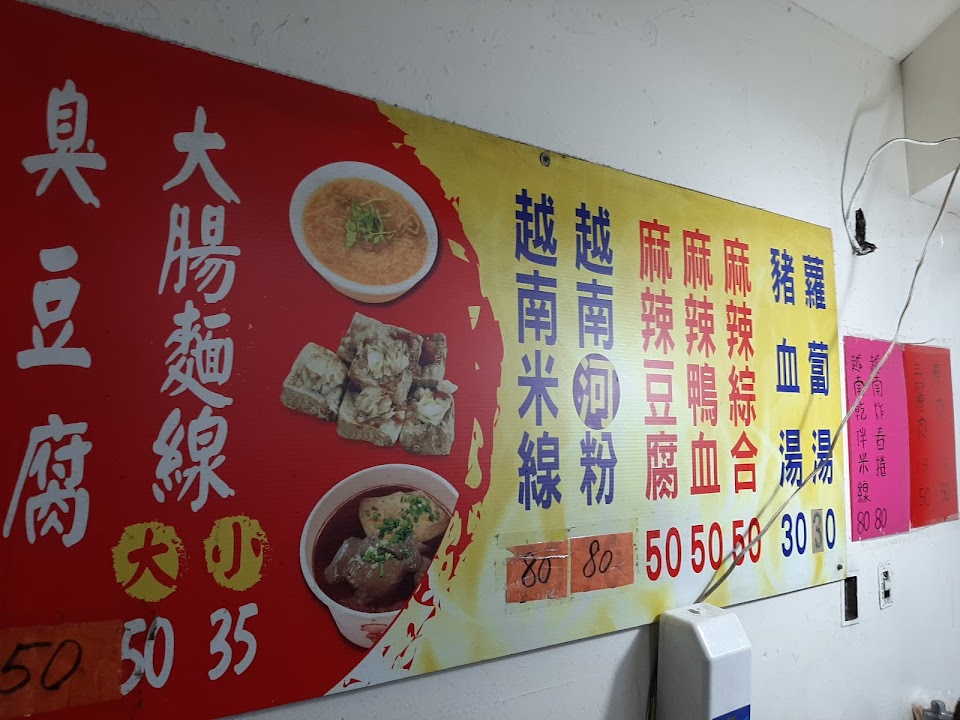 臭豆腐
50
大腸麵線
大 小
50 35
越南米線
80
越南河粉
80
麻辣豆腐
50
麻辣鴨血
50
麻辣綜合
50
豬血湯
30
蘿蔔湯
30
越南乾伴米線
80
越南炸春捲
80
50